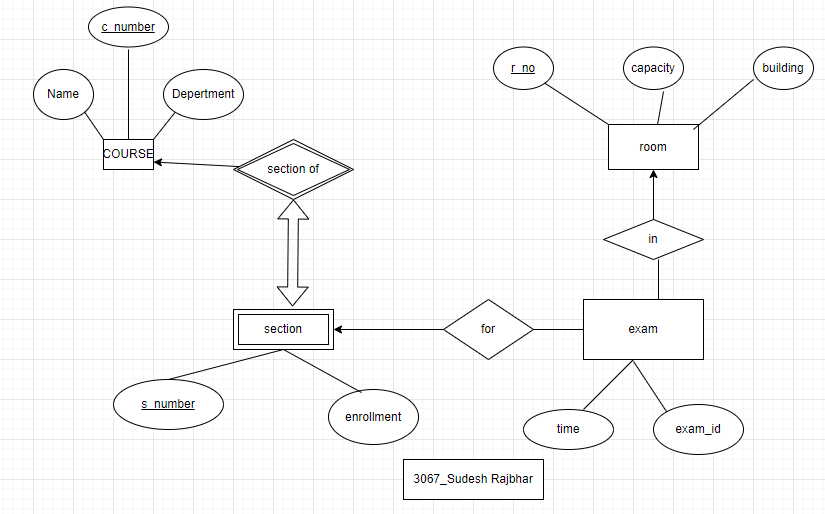 c_number
Name
Depertment
COURSE
section of
r_no
capacity
building
room
in
section
for
exam
s_number
enrollment
time
exam_id
3067_Sudesh Rajbhar